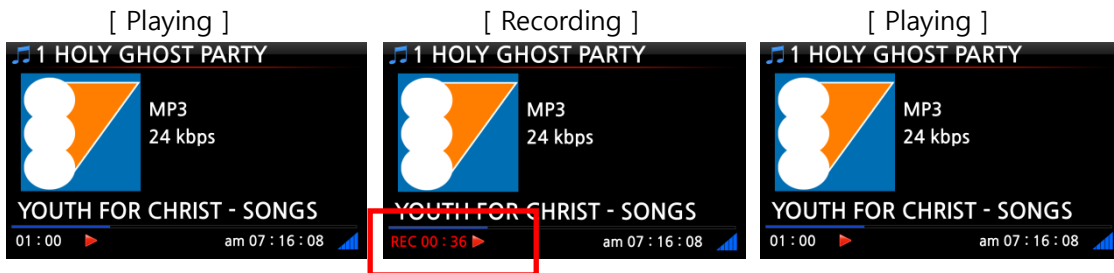 [ Playing ]
1 HOLY GHOST PARTY
MP3
24 kbps
YOUTH FOR CHRIST - SONGS
01 : 00 am 07 : 16 : 08
[ Recording ]
1 HOLY GHOST PARTY
MP3
24 kbps
YOUTH FOR CHRIST - SONGS
REC 00 : 36 am 07 : 16 : 08
[ Playing ]
1 HOLY GHOST PARTY
MP3
24 kbps
YOUTH FOR CHRIST - SONGS
01 : 00 am 07 : 16 : 08